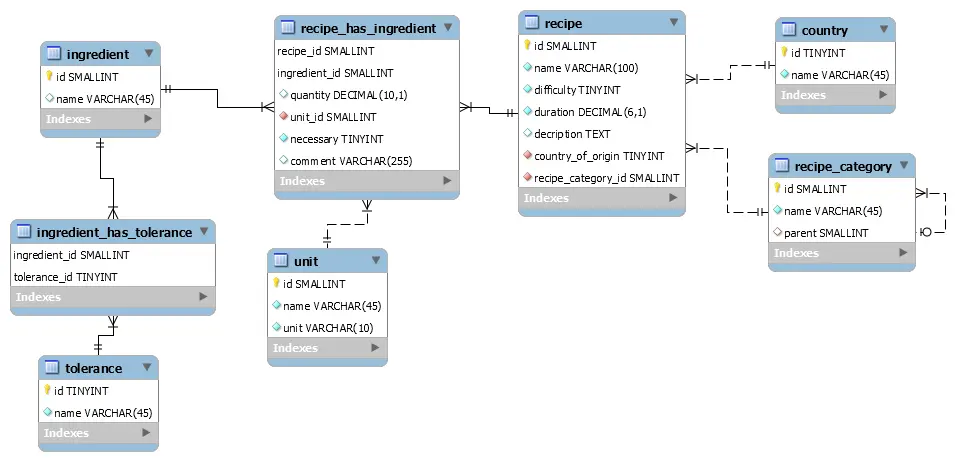 ingredient
id SMALLINT
name VARCHAR(45)
Indexes
recipe_has_ingredient
recipe_id SMALLINT
ingredient_id SMALLINT
quantity DECIMAL(10,1)
unit_id SMALLINT
necessary TINYINT
comment VARCHAR(255)
Indexes
recipe
id SMALLINT
name VARCHAR(100)
difficulty TINYINT
duration DECIMAL(6,1)
decription TEXT
country_of_origin TINYINT
recipe_category_id SMALLINT
Indexes
country
id TINYINT
name VARCHAR(45)
Indexes
recipe_category
id SMALLINT
name VARCHAR(45)
parent SMALLINT
Indexes
ingredient_has_tolerance
ingredient_id SMALLINT
tolerance_id TINYINT
Indexes
unit
id SMALLINT
name VARCHAR(45)
unit VARCHAR(10)
Indexes
tolerance
id TINYINT
name VARCHAR(45)
Indexes